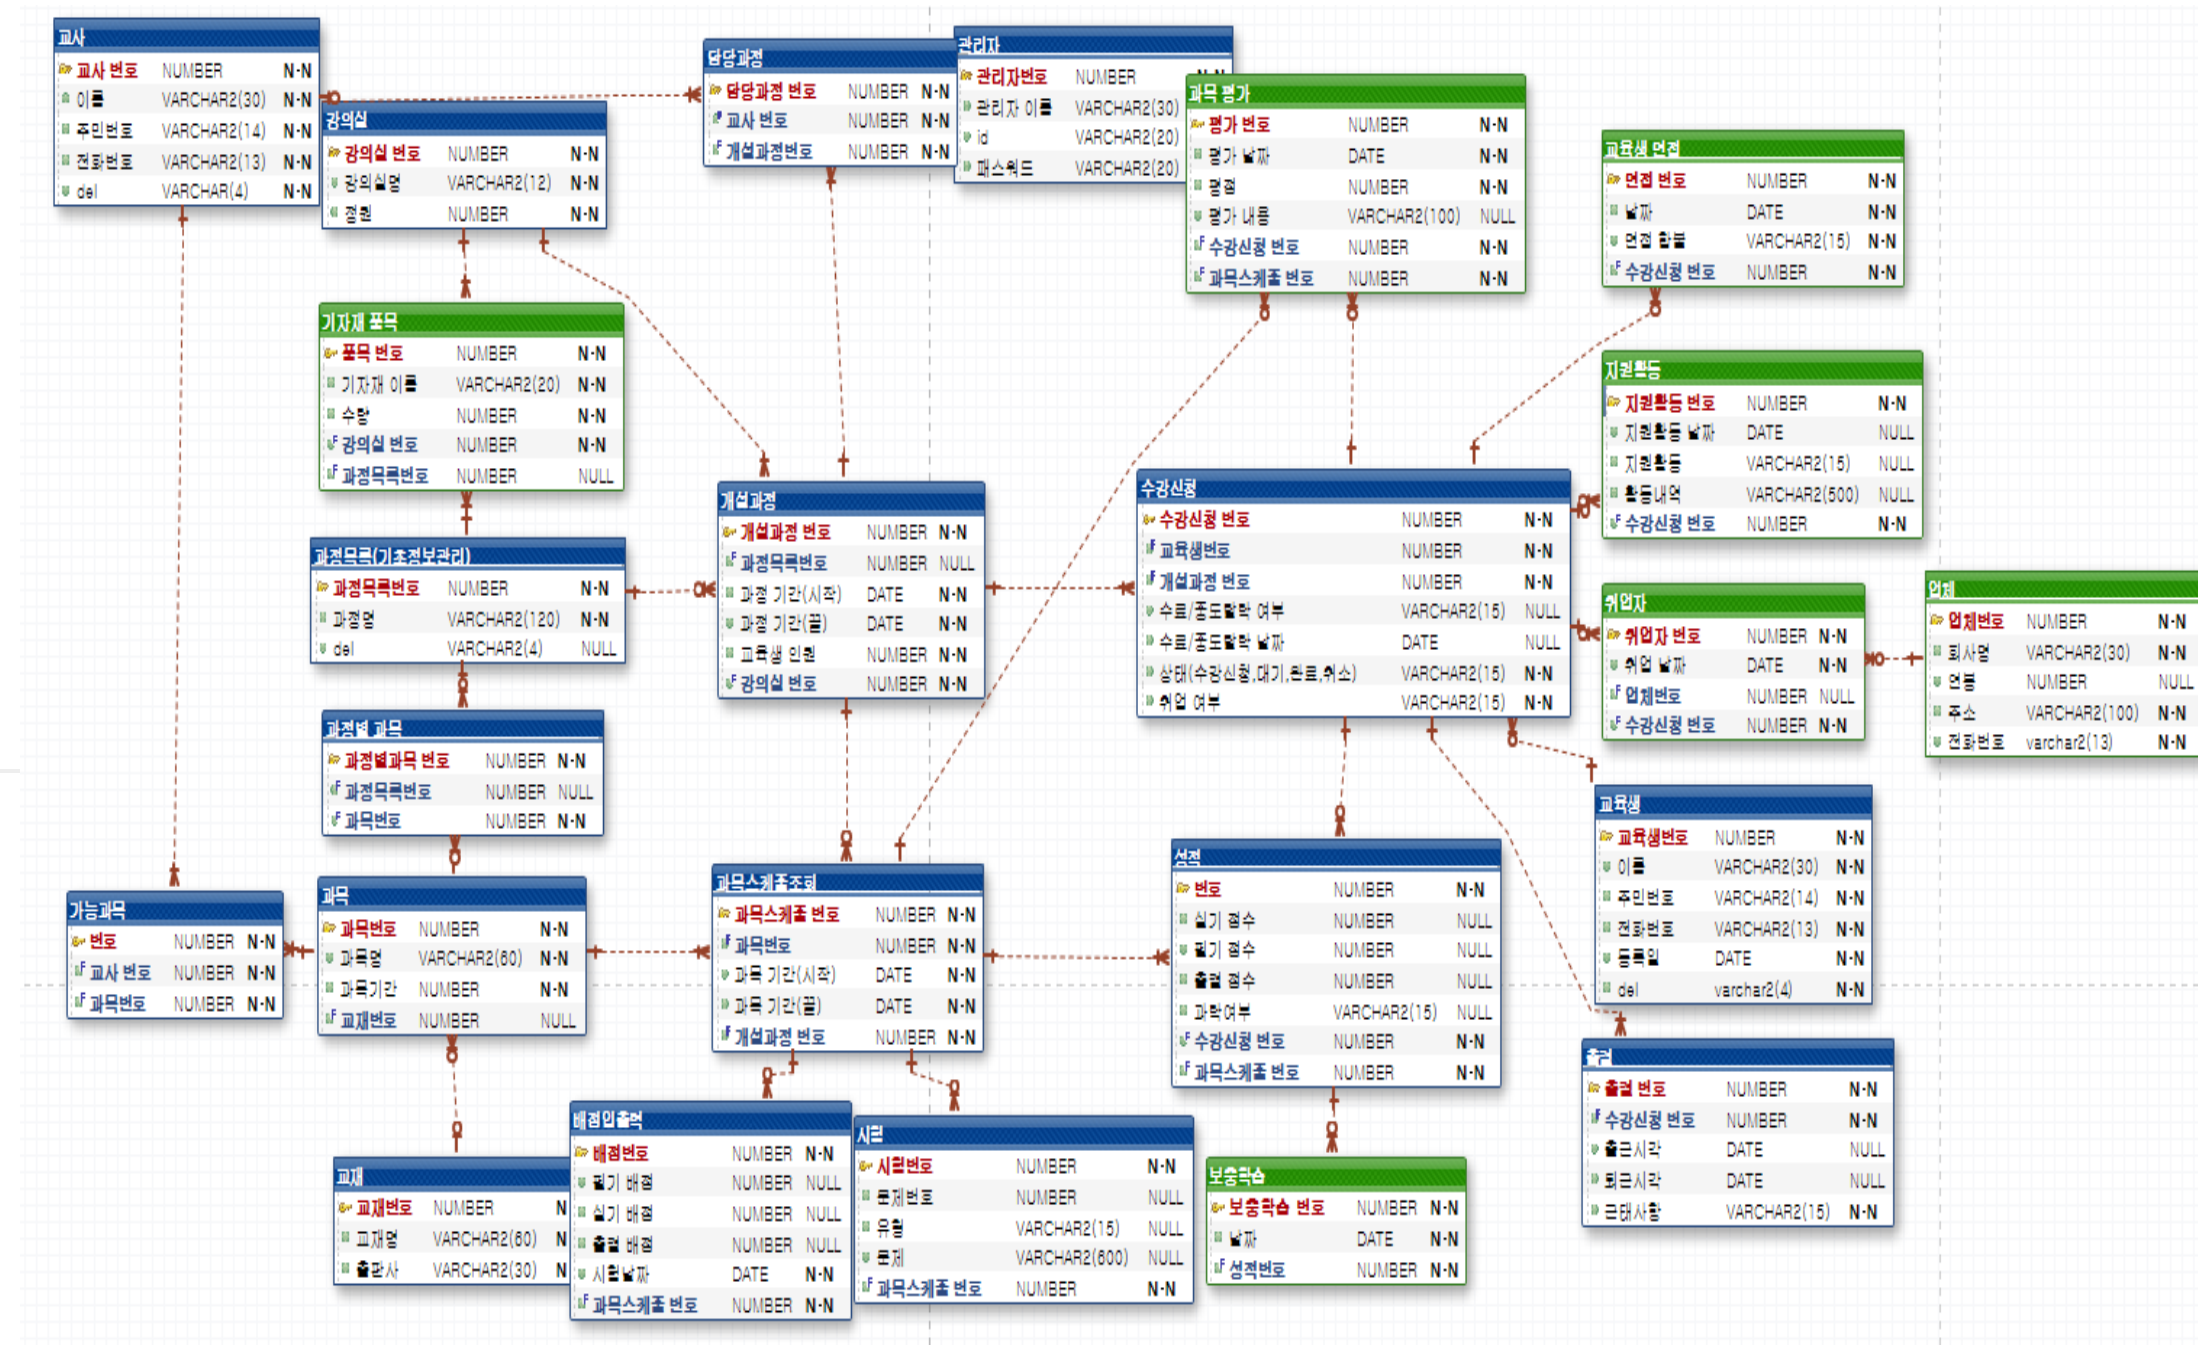 교사
교사 번호 NUMBER N-N
이름 VARCHAR2(30) N-N
주민번호 VARCHAR2(14) N-N
전화번호 VARCHAR2(13) N-N
del VARCHAR(4) N-N
강의실
강의실 번호 NUMBER N-N
강의실명 VARCHAR2(12) N-N
정원 NUMBER N-N
담당과정
담당과정 번호 NUMBER N-N
교사 번호 NUMBER N-N
개설과정번호 NUMBER N-N
관리자
관리자번호 NUMBER
관리자 이름 VARCHAR2(30)
id VARCHAR2(20)
패스워드 VARCHAR2(20)
과목 평가
평가 번호 NUMBER N-N
평가 날짜 DATE N-N
평점 NUMBER N-N
평가 내용 VARCHAR2(100) NULL
수강신청 번호 NUMBER N-N
과목스케줄 번호 NUMBER N-N
교육생 면접
면접 번호 NUMBER N-N
날짜 DATE N-N
면접 합불 VARCHAR2(15) N-N
수강신청 번호 NUMBER N-N
기자재 품목
품목 번호 NUMBER N-N
기자재 이름 VARCHAR2(20) N-N
수량 NUMBER N-N
강의실 번호 NUMBER N-N
과정목록번호 NUMBER NULL
지원활동
지원활동 번호 NUMBER N-N
지원활동 날짜 DATE NULL
지원활동 VARCHAR2(15) NULL
활동내역 VARCHAR2(500) NULL
수강신청 번호 NUMBER N-N
과정목록(기초정보관리)
과정목록번호 NUMBER N-N
과정명 VARCHAR2(120) N-N
del VARCHAR2(4) NULL
개설과정
개설과정 번호 NUMBER N-N
과정목록번호 NUMBER NULL
과정 기간(시작) DATE N-N
과정 기간(끝) DATE N-N
교육생 인원 NUMBER N-N
강의실 번호 NUMBER N-N
수강신청
수강신청 번호 NUMBER N-N
교육생번호 NUMBER N-N
개설과정 번호 NUMBER N-N
수료/중도탈락 여부 VARCHAR2(15) NULL
수료/중도탈락 날짜 DATE NULL
상태(수강신청,대기,완료,취소) VARCHAR2(15) N-N
취업 여부 VARCHAR2(15) N-N
취업자
취업자 번호 NUMBER N-N
취업 날짜 DATE N-N
업체번호 NUMBER NULL
수강신청 번호 NUMBER N-N
업체
업체번호 NUMBER N-N
회사명 VARCHAR2(30) N-N
연봉 NUMBER NULL
주소 VARCHAR2(100) N-N
전화번호 varchar2(13) N-N
과정별 과목
과정별과목 번호 NUMBER N-N
과정목록번호 NUMBER NULL
과목번호 NUMBER N-N
교육생
교육생번호 NUMBER N-N
이름 VARCHAR2(30) N-N
주민번호 VARCHAR2(14) N-N
전화번호 VARCHAR2(13) N-N
등록일 DATE N-N
del varchar2(4) N-N
가능과목
번호 NUMBER N-N
교사 번호 NUMBER N-N
과목번호 NUMBER N-N
과목
과목번호 NUMBER N-N
과목명 VARCHAR2(60) N-N
과목기간 NUMBER N-N
교재번호 NUMBER NULL
과목스케줄조회
과목스케줄 번호 NUMBER N-N
과목번호 NUMBER N-N
과목 기간(시작) DATE N-N
과목 기간(끝) DATE N-N
개설과정 번호 NUMBER N-N
성적
번호 NUMBER N-N
실기 점수 NUMBER NULL
필기 점수 NUMBER NULL
출결 점수 NUMBER NULL
과락여부 VARCHAR2(15) NULL
수강신청 번호 NUMBER N-N
과목스케줄 번호 NUMBER N-N
출결
출결 번호 NUMBER N-N
수강신청 번호 NUMBER N-N
출근시각 DATE NULL
퇴근시각 DATE NULL
근태사항 VARCHAR2(15) N-N
교재
교재번호 NUMBER N
교재명 VARCHAR2(60) N
출판사 VARCHAR2(30) N
배점입출력
배점번호 NUMBER N-N
필기 배점 NUMBER NULL
실기 배점 NUMBER NULL
출결 배점 NUMBER NULL
시험날짜 DATE N-N
과목스케줄 번호 NUMBER N-N
시험
시험번호 NUMBER N-N
문제번호 NUMBER NULL
유형 VARCHAR2(15) NULL
문제 VARCHAR2(600) NULL
과목스케줄 번호 NUMBER N-N
보충학습
보충학습 번호 NUMBER N-N
날짜 DATE N-N
성적번호 NUMBER N-N